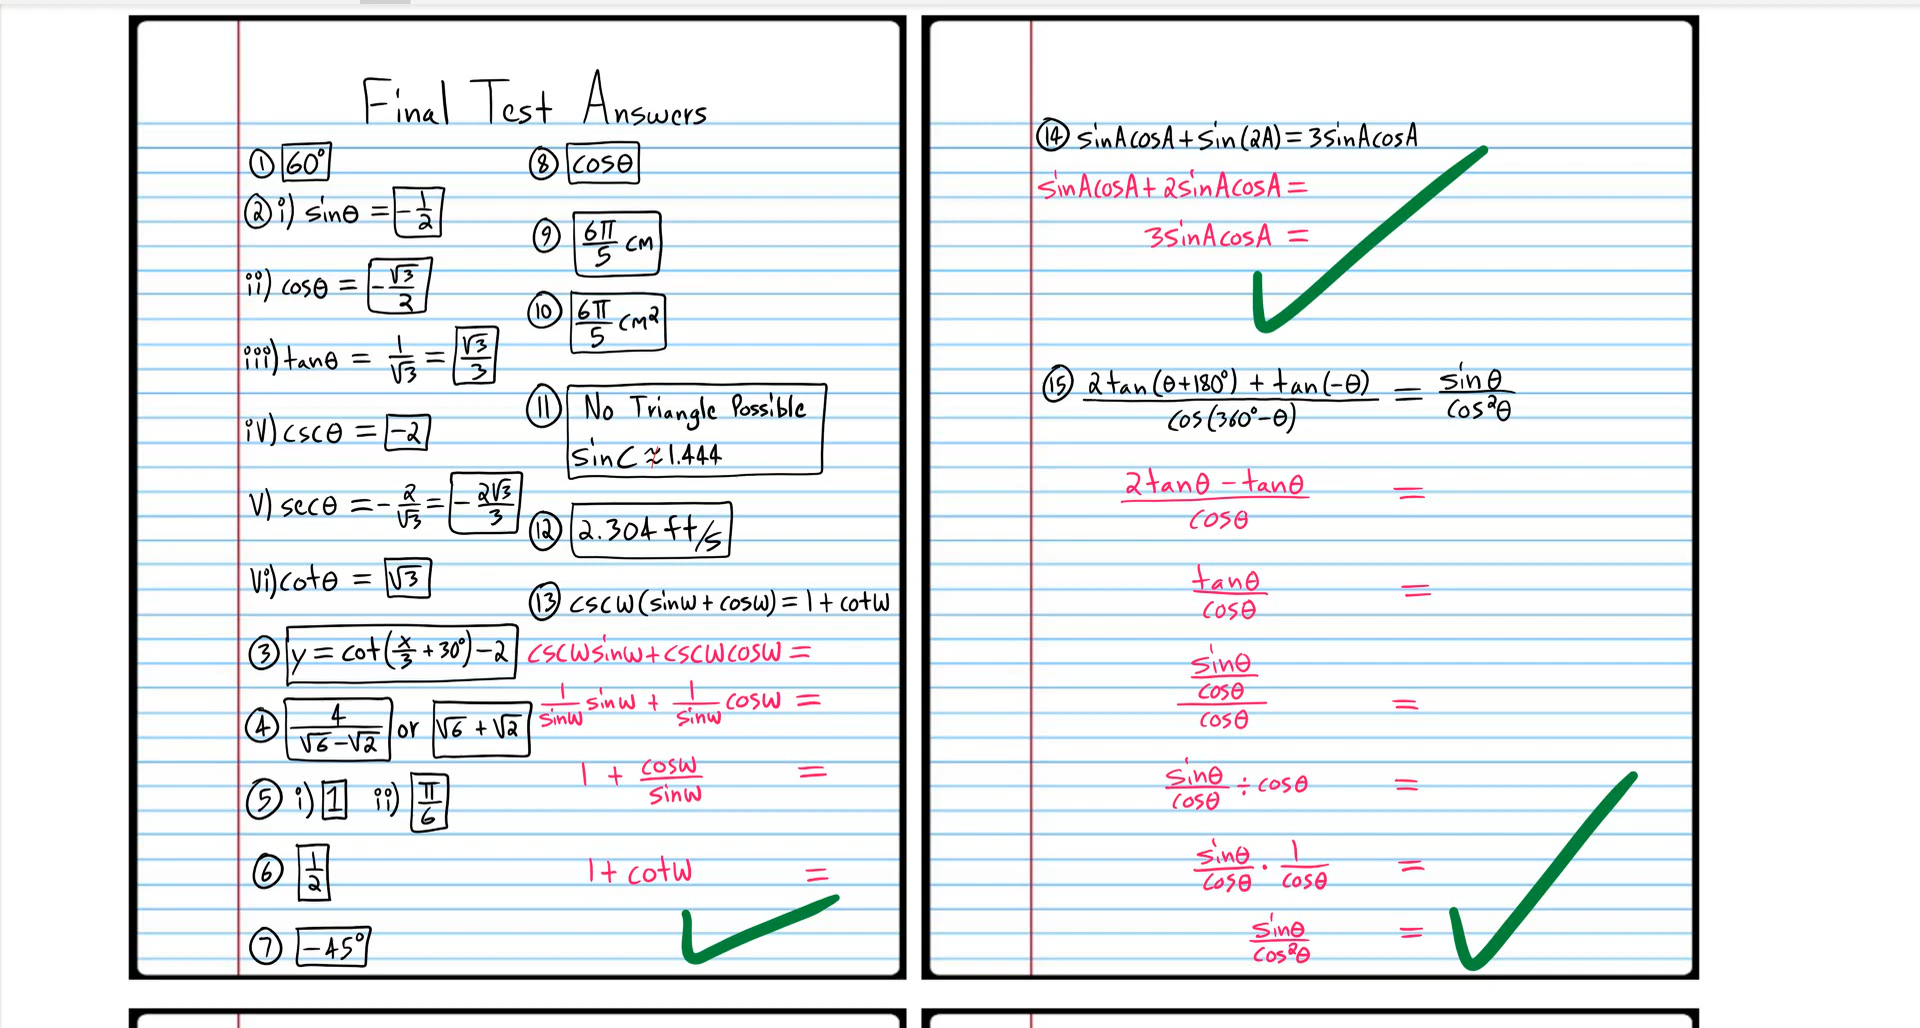 Final Test Answers
① 60°
② i) sinθ = -1/2
ii) cosθ = -√3/2
iii) tanθ = 1/√3 = √3/3
iv) cscθ = -2
v) secθ = -2/√3 = -2√3/3
vi) cotθ = √3
③ y = cot(x/3 + 30°) - 2
④ 4/(√6 - √2) or √6 + √2
⑤ i) 1 ii) π/6
⑥ 1/2
⑦ -45°
⑧ cosθ
⑨ 6π/5 cm
⑩ 6π/5 cm²
⑪ No Triangle Possible
sinC ≈ 1.444
⑫ 2.304 ft/s
⑬ cscw(sinw + cosw) = 1 + cotw
cscwsinw + cscwcosw =
1/sinw sinw + 1/sinw cosw =
1 + cosw/sinw =
1 + cotw =
⑭ sinAcosA + sin(2A) = 3sinAcosA
sinAcosA + 2sinAcosA =
3sinAcosA =
⑮ (2tan(θ+180°) + tan(-θ))/cos(360°-θ) = sinθ/cos²θ
(2tanθ - tanθ)/cosθ =
tanθ/cosθ =
(sinθ/cosθ)/cosθ =
sinθ/cosθ ÷ cosθ =
sinθ/cosθ · 1/cosθ =
sinθ/cos²θ =